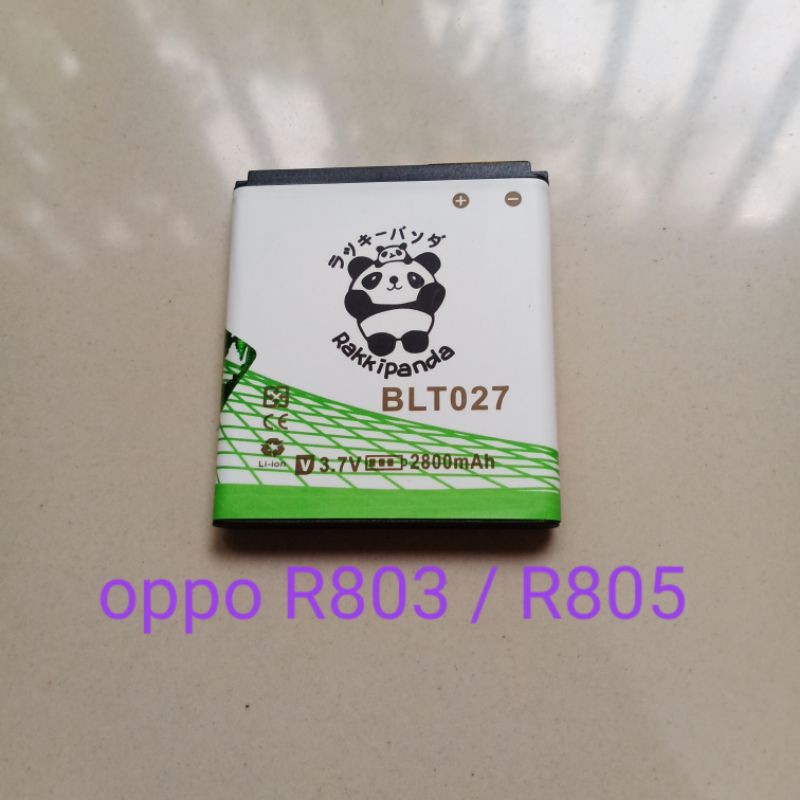 ラッキーパンダ
Rakkipanda
BLT027
CE
Li-Ion
V 3.7V 2800mAh
oppo R803 / R805